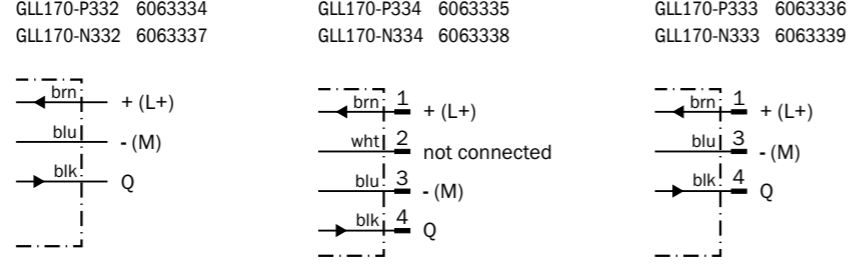 GLL170-P332 6063334
GLL170-N332 6063337
brn + (L+)
blu - (M)
blk Q
GLL170-P334 6063335
GLL170-N334 6063338
brn 1 + (L+)
wht 2 not connected
blu 3 - (M)
blk 4 Q
GLL170-P333 6063336
GLL170-N333 6063339
brn 1 + (L+)
blu 3 - (M)
blk 4 Q